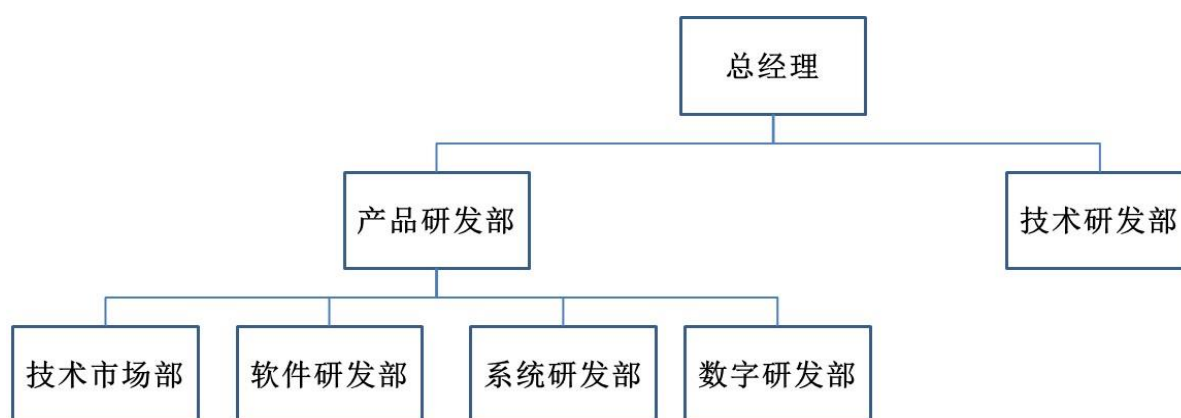 总经理
产品研发部
技术研发部
技术市场部
软件研发部
系统研发部
数字研发部